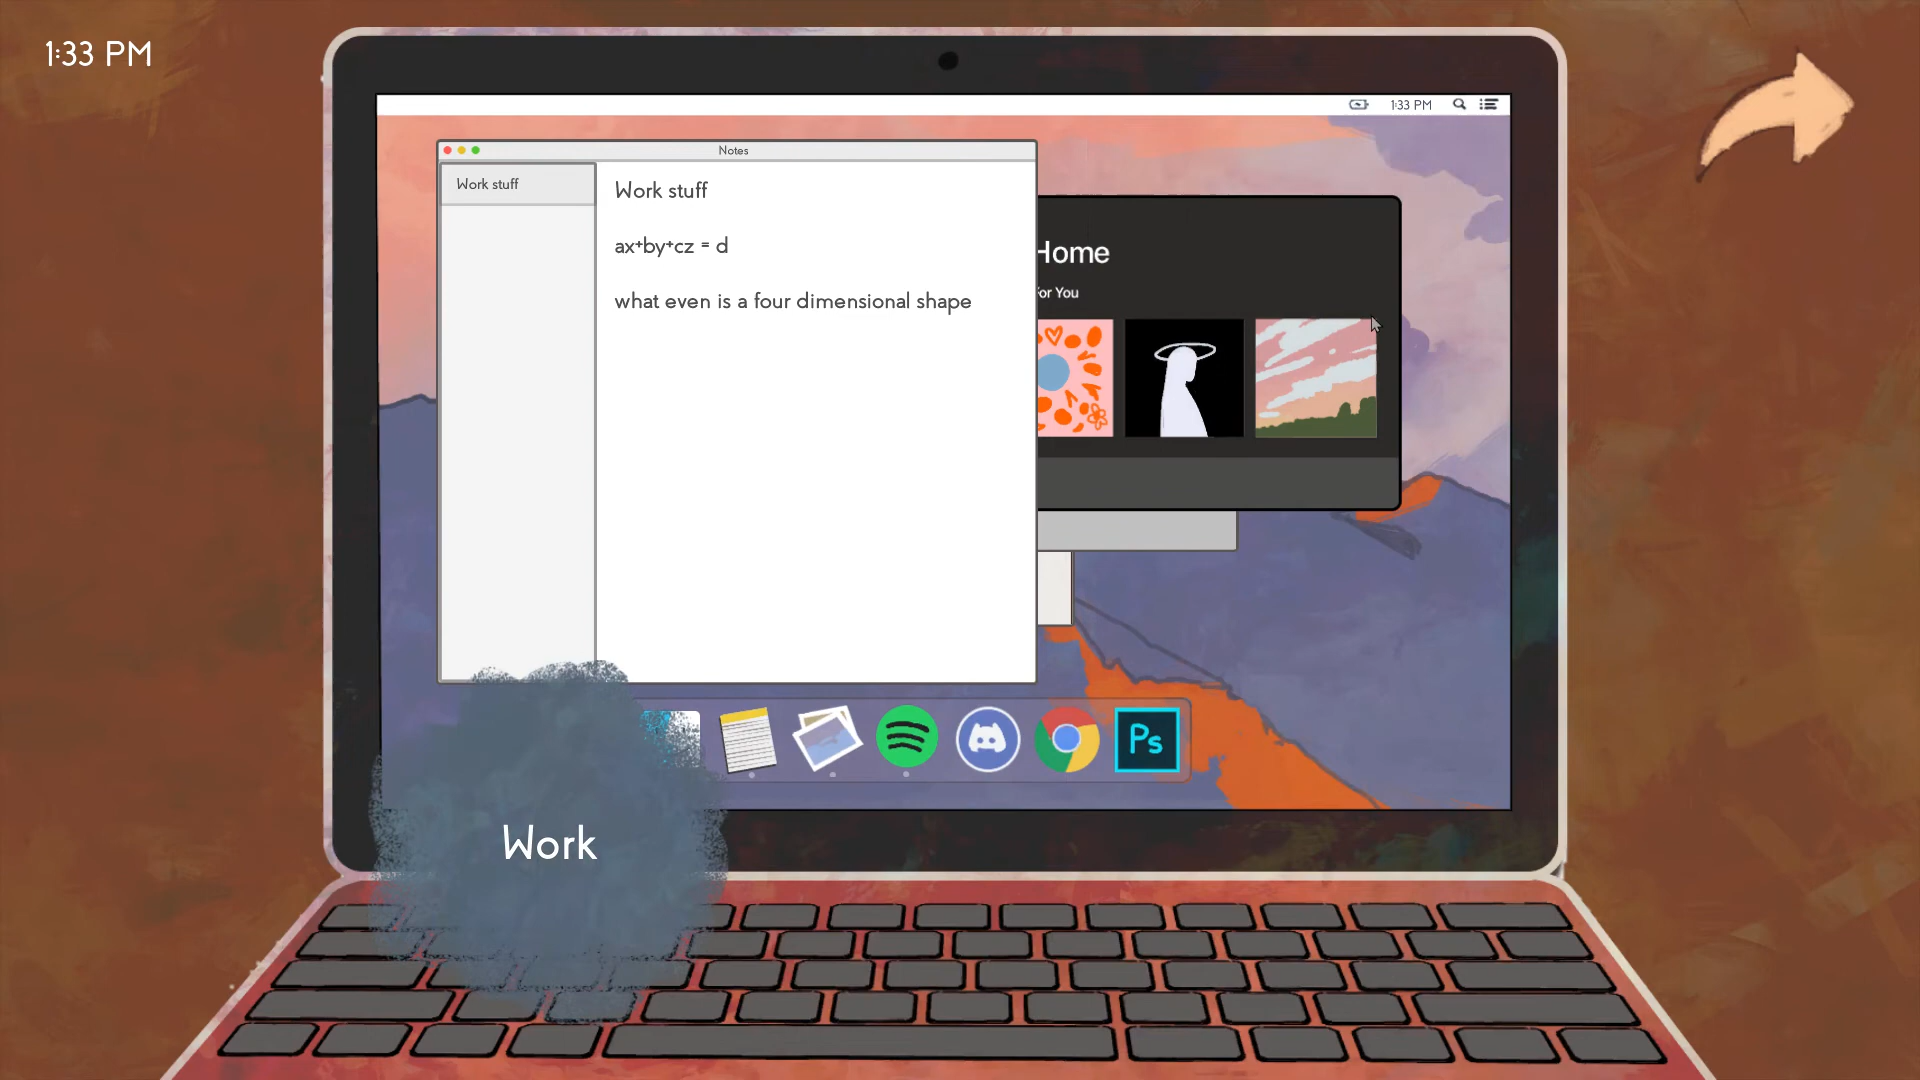 1:33 PM
1:33 PM
Notes
Work stuff
Work stuff
ax+by+cz = d
what even is a four dimensional shape
Home
For You
Ps
Work